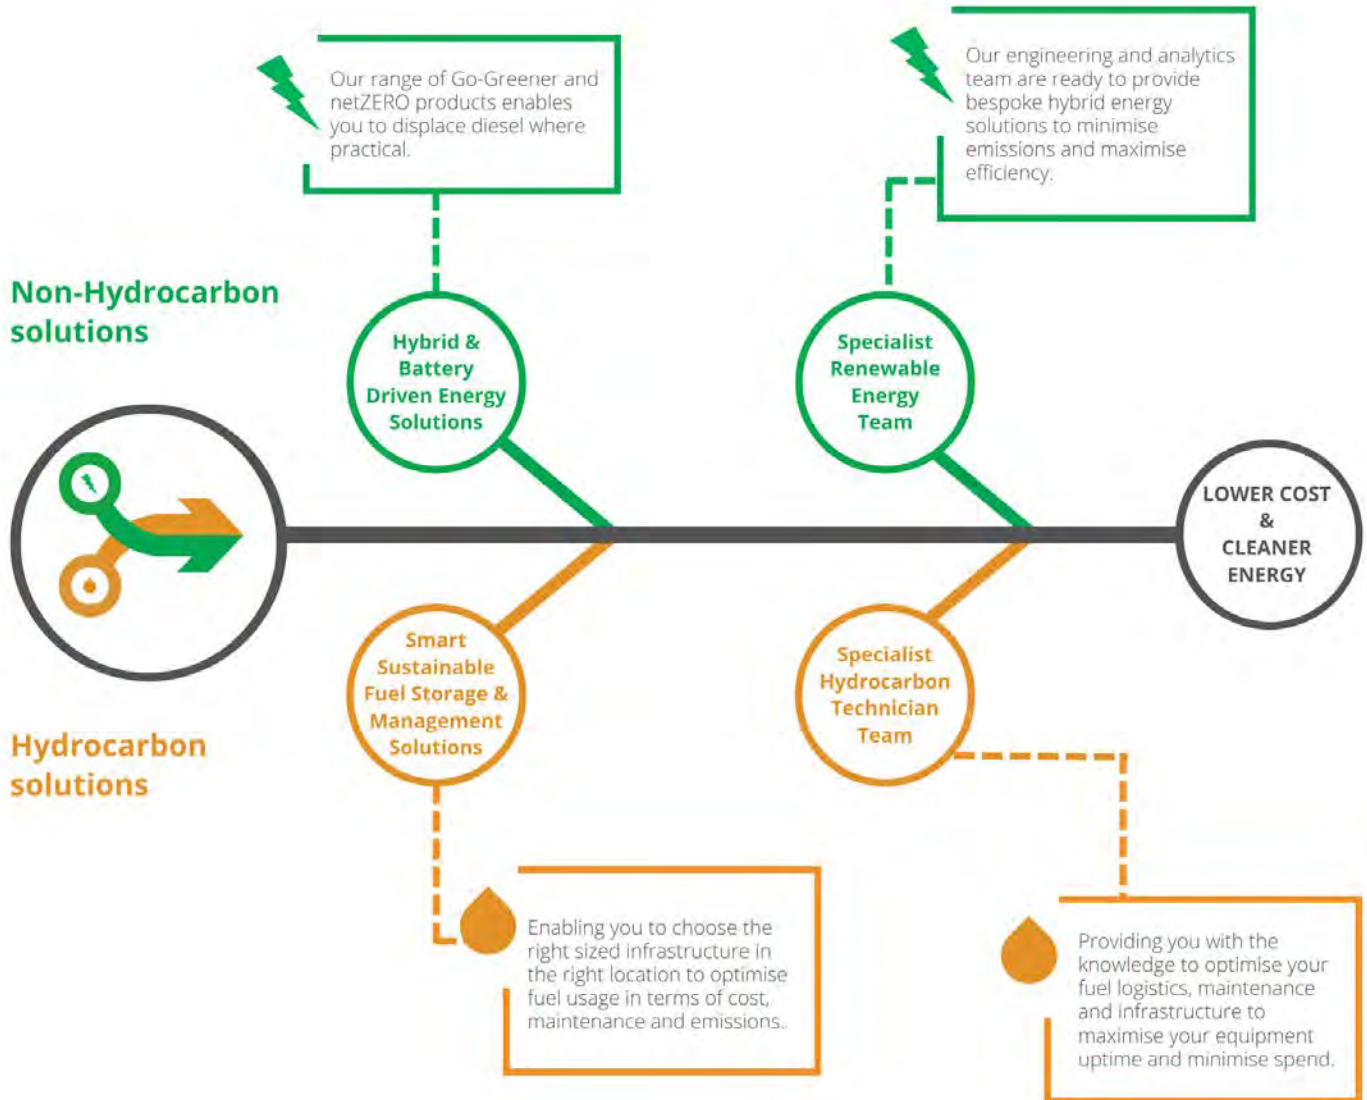 Our range of Go-Greener and
netZERO products enables
you to displace diesel where
practical.
Our engineering and analytics
team are ready to provide
bespoke hybrid energy
solutions to minimise
emissions and maximise
efficiency.
Non-Hydrocarbon
solutions
Hybrid &
Battery
Driven Energy
Solutions
Specialist
Renewable
Energy
Team
LOWER COST
&
CLEANER
ENERGY
Smart
Sustainable
Fuel Storage &
Management
Solutions
Specialist
Hydrocarbon
Technician
Team
Hydrocarbon
solutions
Enabling you to choose the
right sized infrastructure in
the right location to optimise
fuel usage in terms of cost,
maintenance and emissions.
Providing you with the
knowledge to optimise your
fuel logistics, maintenance
and infrastructure to
maximise your equipment
uptime and minimise spend.